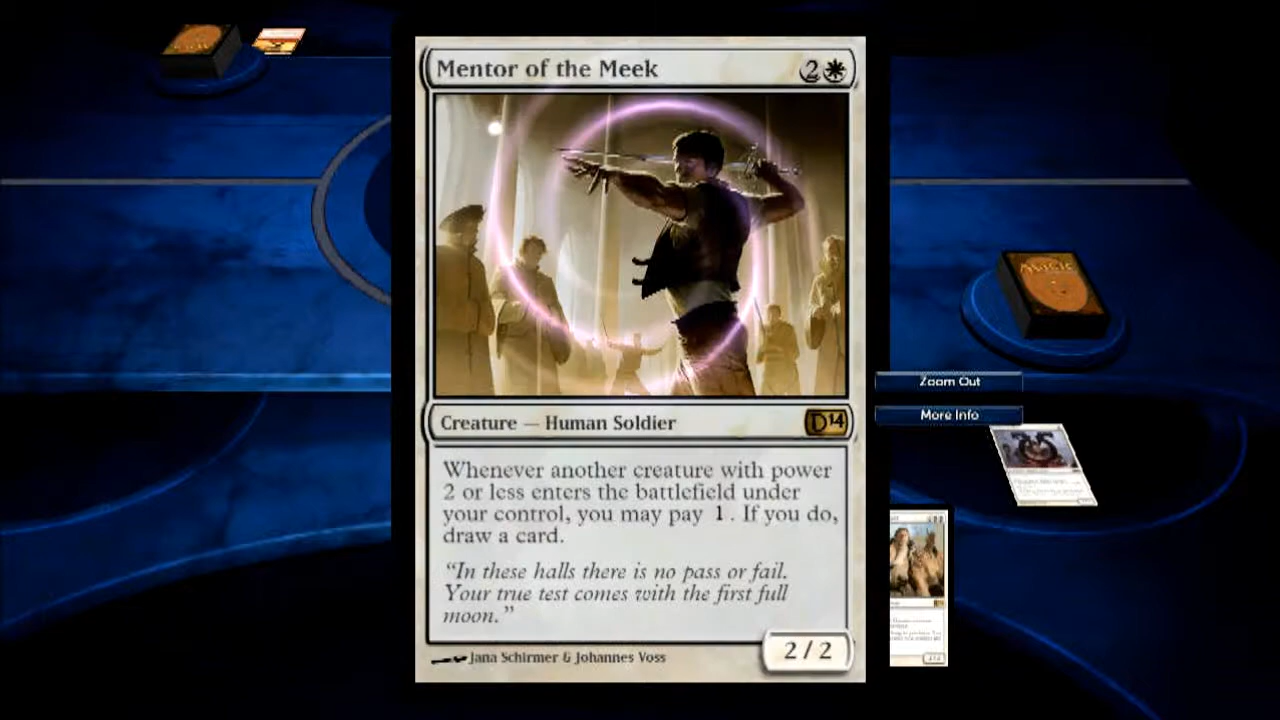 Mentor of the Meek 2
Creature — Human Soldier D14
Whenever another creature with power
2 or less enters the battlefield under
your control, you may pay 1 . If you do,
draw a card.
“In these halls there is no pass or fail.
Your true test comes with the first full
moon.”
2 / 2
Jana Schirmer & Johannes Voss
Zoom Out
More Info